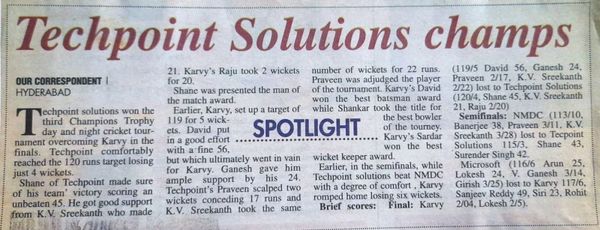 Techpoint Solutions champs
OUR CORRESPONDENT |
HYDERABAD
Techpoint solutions won the
third Champions Trophy
day and night cricket tour-
nament overcoming Karvy in the
finals. Techpoint comfortably
reached the 120 runs target losing
just 4 wickets.
Shane of Techpoint made sure
of his team' victory scoring an
unbeaten 45. He got good support
from K.V. Sreekanth who made
21. Karvy's Raju took 2 wickets
for 20.
Shane was presented the man of
the match award.
Earlier, Karvy, set up a target of
119 for 5 wick-
ets. David put
in a good effort
with a fine 56,
but which ultimately went in vain
for Karvy. Ganesh gave him
ample support by his 24.
Techpoint's Praveen scalped two
wickets conceding 17 runs and
K.V. Sreekanth took the same
SPOTLIGHT
number of wickets for 22 runs.
Praveen was adjudged the player
of the tournament. Karvy's David
won the best batsman award
while Shankar took the title for
the best bowler
of the tourney.
Karvy's Sardar
won the best
wicket keeper award.
Earlier, in the semifinals, while
Techpoint solutions beat NMDC
with a degree of comfort , Karvy
romped home losing six wickets.
Brief scores: Final: Karvy
(119/5 David 56, Ganesh 24,
Praveen 2/17, K.V. Sreekanth
2/22) lost to Techpoint Solutions
(120/4, Shane 45, K.V. Sreekanth
21, Raju 2/20).
Semifinals: NMDC (113/10,
Banerjee 38, Praveen 3/11, K.V.
Sreekanth 3/28) lost to Tecpoint
Solutions 115/3, Shane 43,
Surender Singh 42.
Microsoft (116/6 Arun 25,
Lokesh 24, V. Ganesh 3/14,
Girish 3/25) lost to Karvy 117/6,
Sanjeev Reddy 49, Siri 23, Rohit
2/04, Lokesh 2/5).